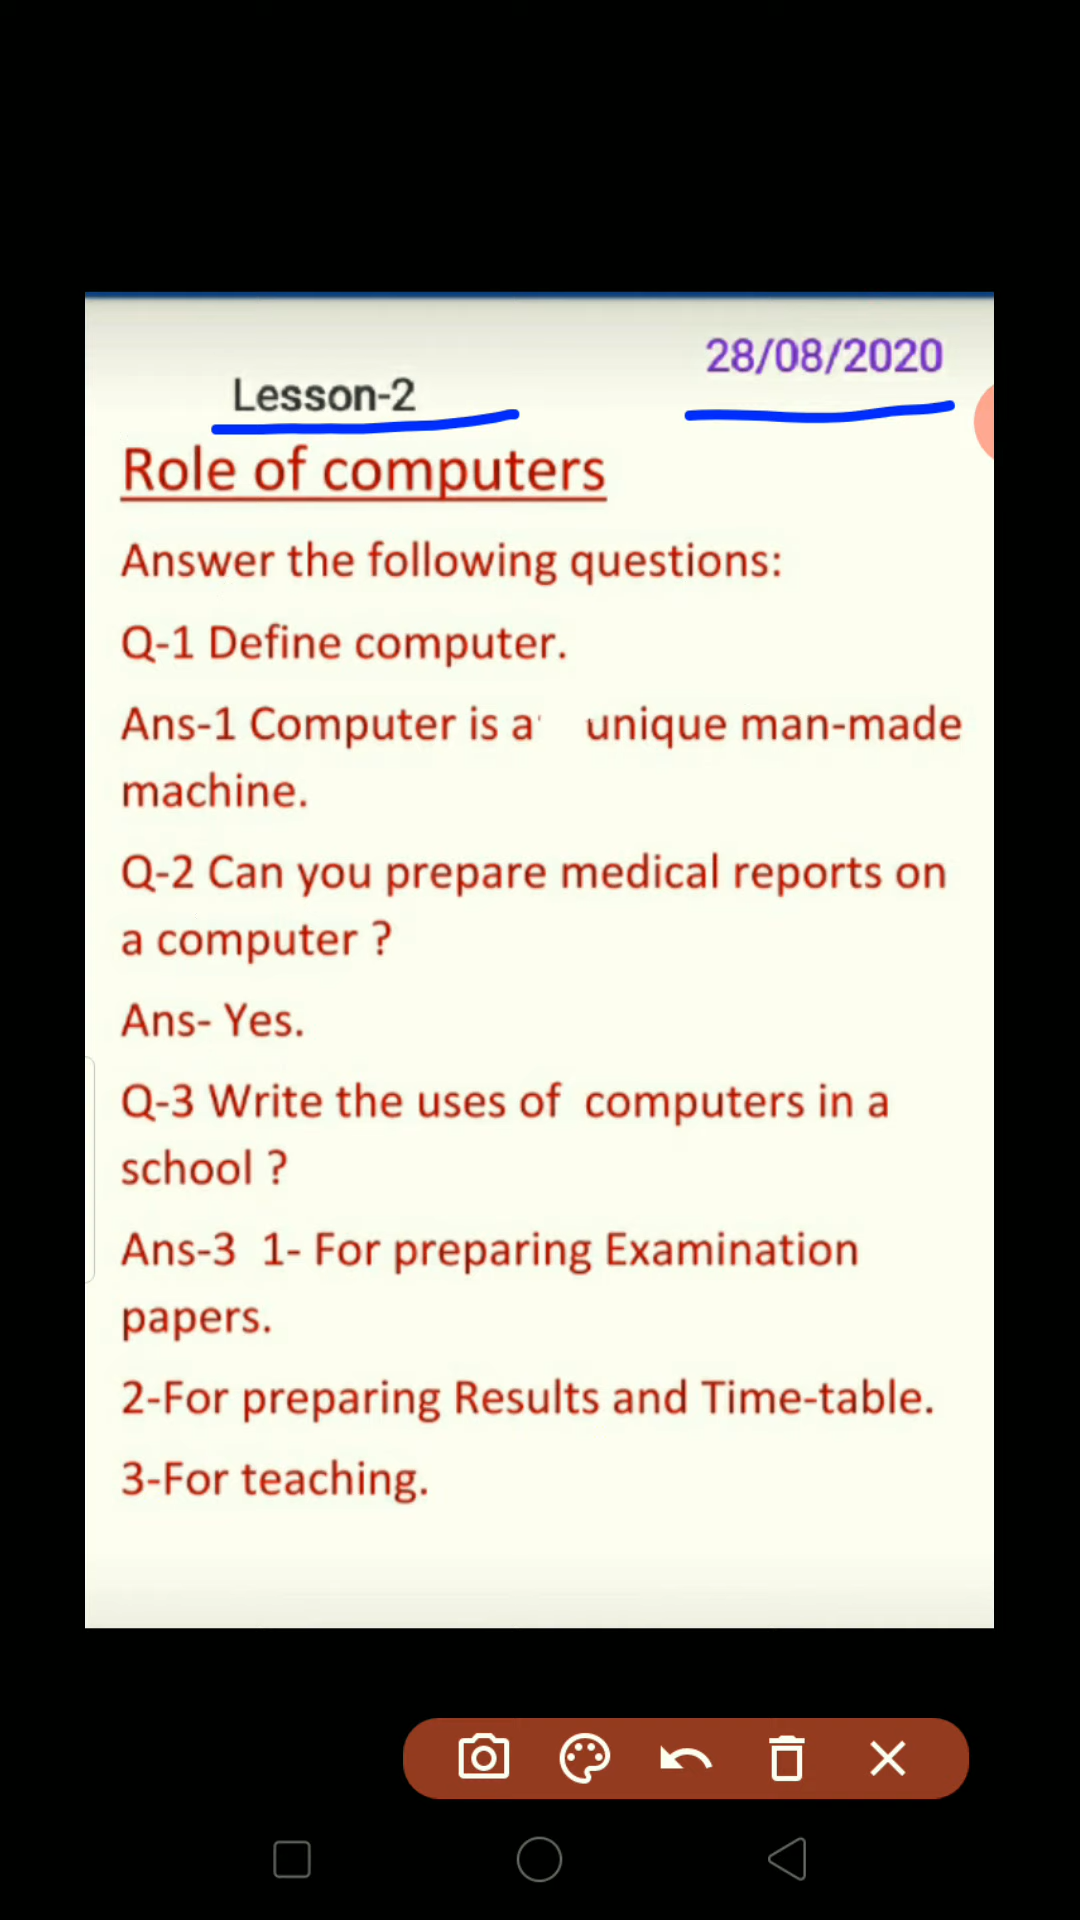 28/08/2020
Lesson-2
Role of computers
Answer the following questions:
Q-1 Define computer.
Ans-1 Computer is a unique man-made
machine.
Q-2 Can you prepare medical reports on
a computer ?
Ans- Yes.
Q-3 Write the uses of computers in a
school ?
Ans-3 1- For preparing Examination
papers.
2-For preparing Results and Time-table.
3-For teaching.